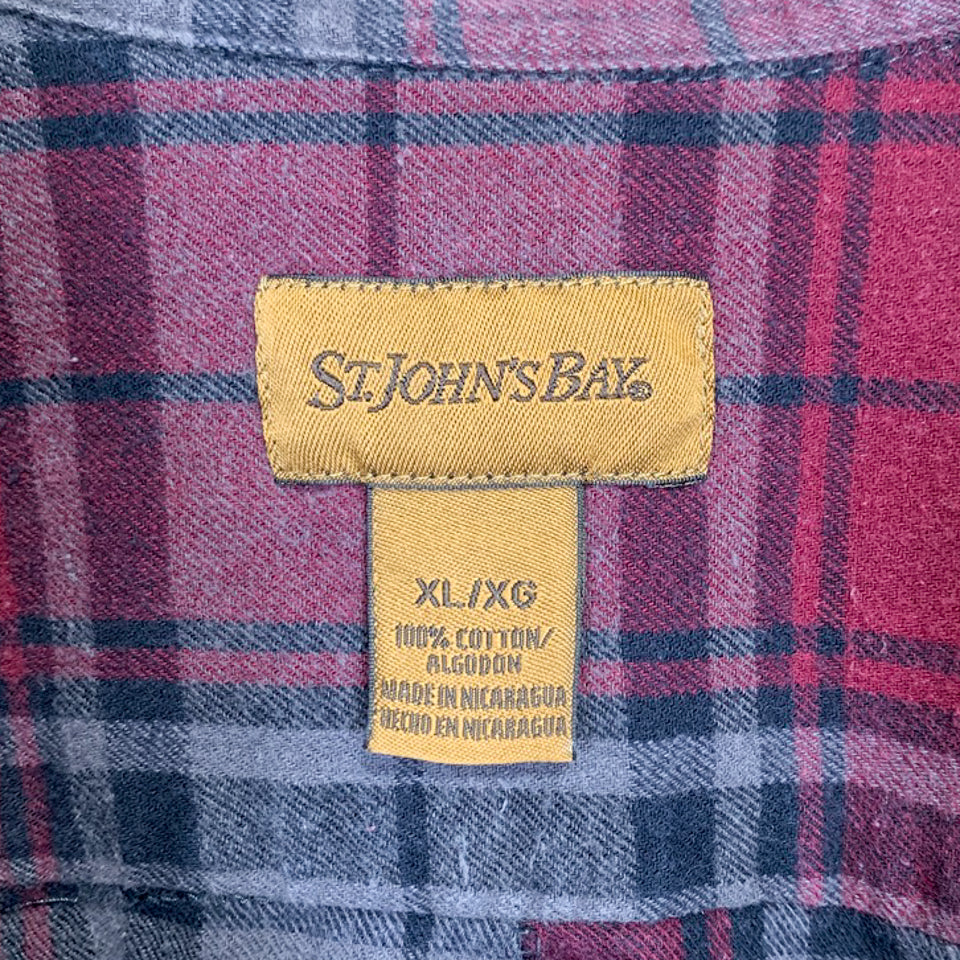 ST. JOHN'S BAY®
XL/XG
100% COTTON/
ALGODON
MADE IN NICARAGUA
HECHO EN NICARAGUA